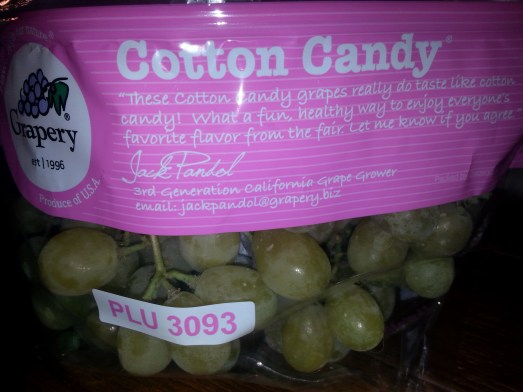 Cotton Candy
"These Cotton Candy grapes really do taste like cotton
candy! What a fun, healthy way to enjoy everyone's
favorite flavor from the fair. Let me know if you agree."
Jack Pandol
3rd Generation California Grape Grower
email: jackpandol@grapery.biz
Grapery
est | 1996
Produce of U.S.A.
PLU 3093